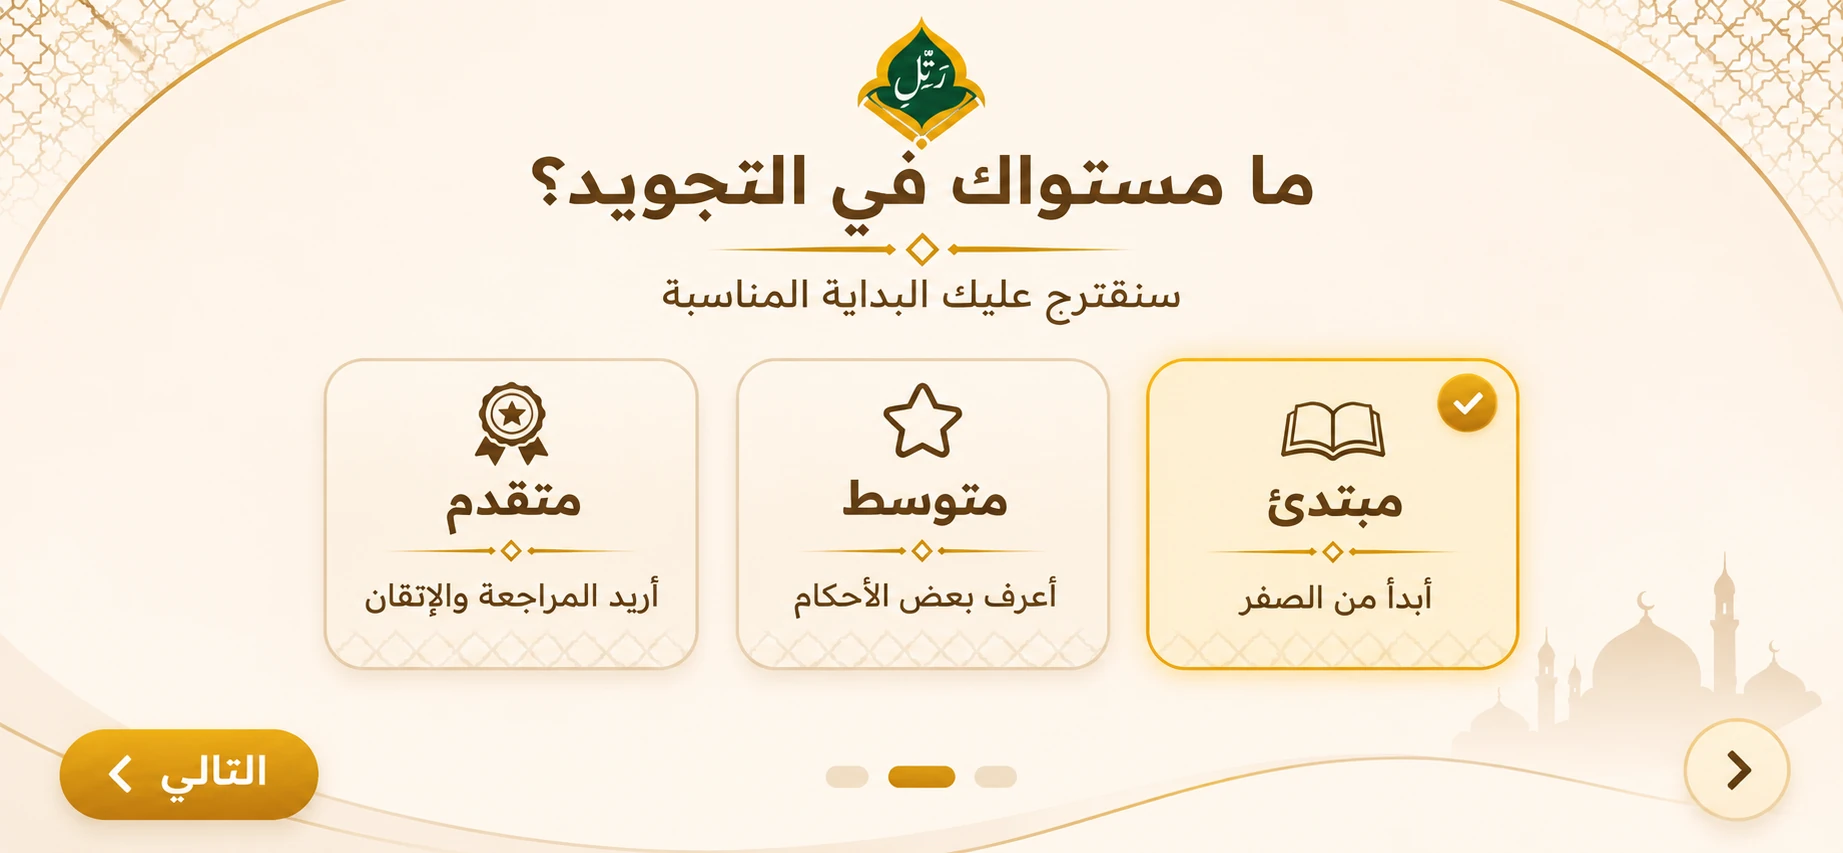 رَتِّلِ
ما مستواك في التجويد؟
سنقترح عليك البداية المناسبة
مبتدئ
أبدأ من الصفر
متوسط
أعرف بعض الأحكام
متقدم
أريد المراجعة والإتقان
التالي